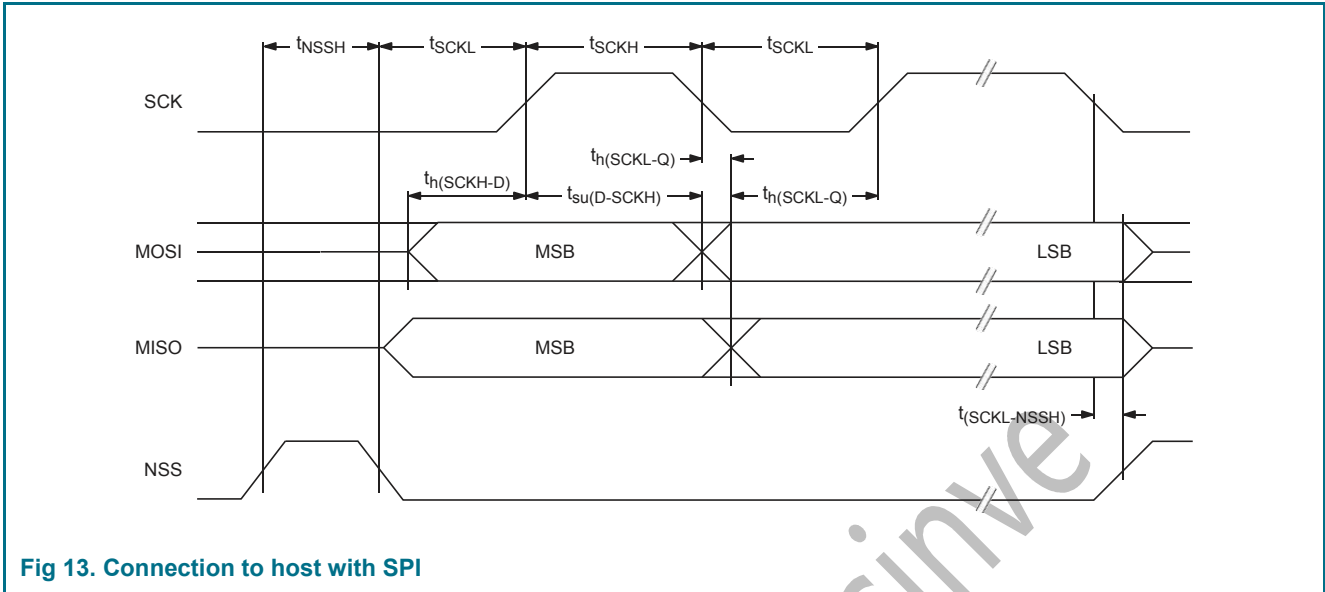 tNSSH tSCKL tSCKH tSCKL
SCK
th(SCKL-Q)
th(SCKH-D) tsu(D-SCKH) th(SCKL-Q)
MOSI MSB LSB
MISO MSB LSB
t(SCKL-NSSH)
NSS
sinve
Fig 13. Connection to host with SPI